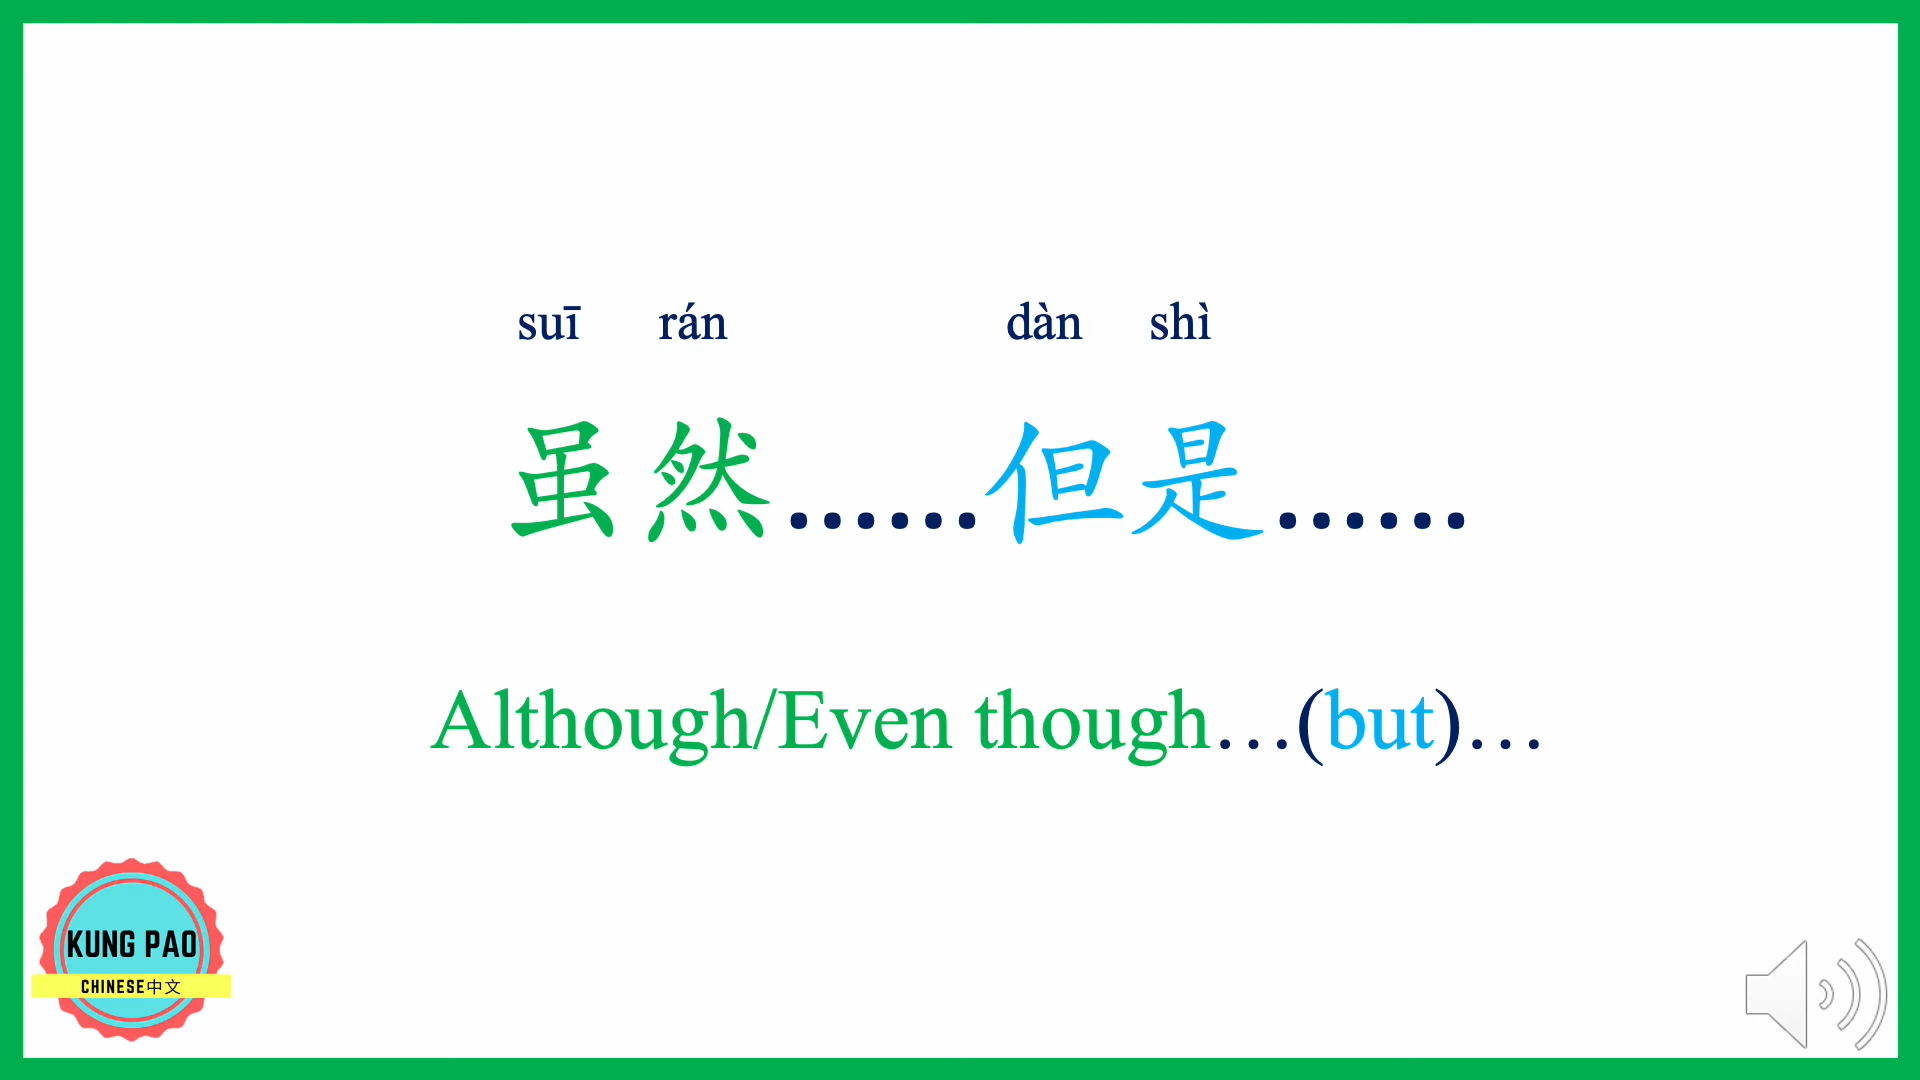 suī rán dàn shì
虽然……但是……
Although/Even though…(but)…
KUNG PAO
CHINESE中文